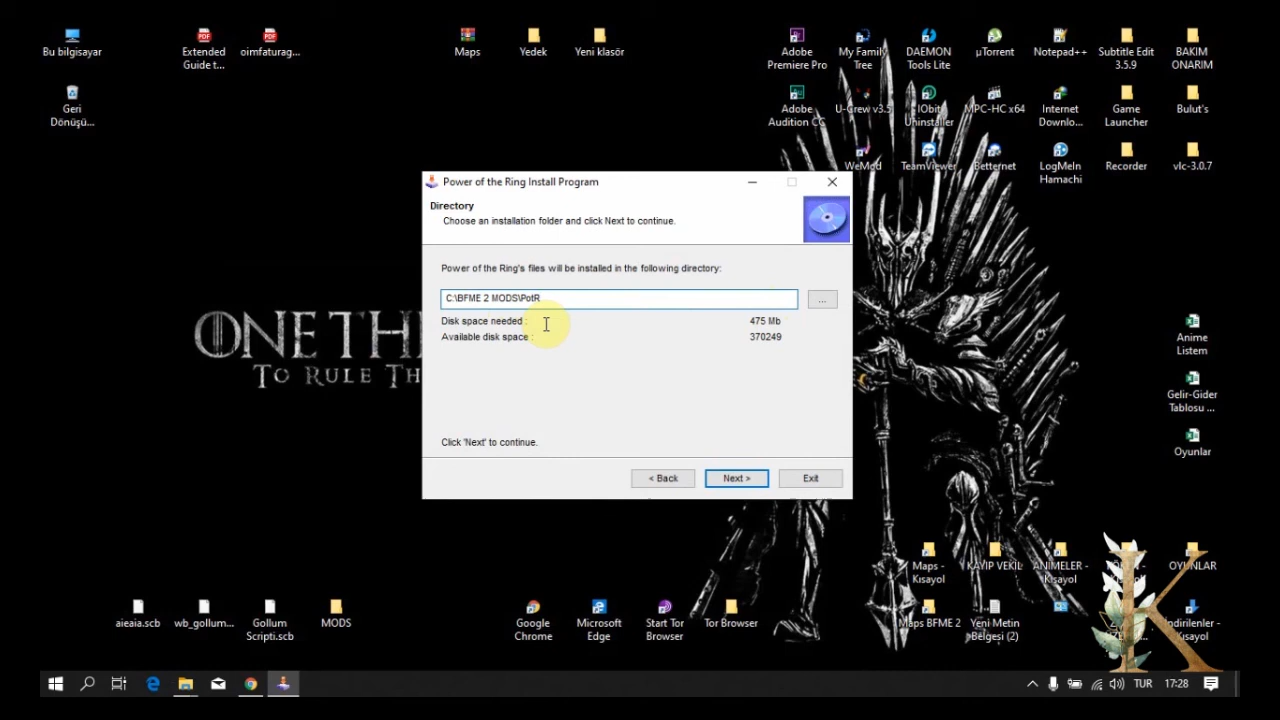 Bu bilgisayar
Extended
Guide t...
oimfaturag...
Maps
Yedek
Yeni klasör
Adobe
Premiere Pro
My Family
Tree
DAEMON
Tools Lite
µTorrent
Notepad++
Subtitle Edit
3.5.9
BAKIM
ONARIM
Geri
Dönüşü...
Adobe
Audition CC
U-Crew v3.5
IObit
Uninstaller
MPC-HC x64
Internet
Downlo...
Game
Launcher
Bulut's
WeMod
TeamViewer
Betternet
LogMeIn
Hamachi
Recorder
vlc-3.0.7
Power of the Ring Install Program
Directory
Choose an installation folder and click Next to continue.
Power of the Ring's files will be installed in the following directory:
C:\BFME 2 MODS\PotR
...
Disk space needed : 475 Mb
Available disk space : 370249
Click 'Next' to continue.
< Back
Next >
Exit
ONE TH
TO RULE TH
Anime
Listem
Gelir-Gider
Tablosu ...
Oyunlar
Maps -
Kısayol
KAYIP VEKİL
ANİMELER -
Kısayol
OYUNLAR
aieaia.scb
wb_gollum...
Gollum
Scripti.scb
MODS
Google
Chrome
Microsoft
Edge
Start Tor
Browser
Tor Browser
Maps BFME 2
Yeni Metin
Belgesi (2)
İndirilenler -
Kısayol
K
TUR
17:28